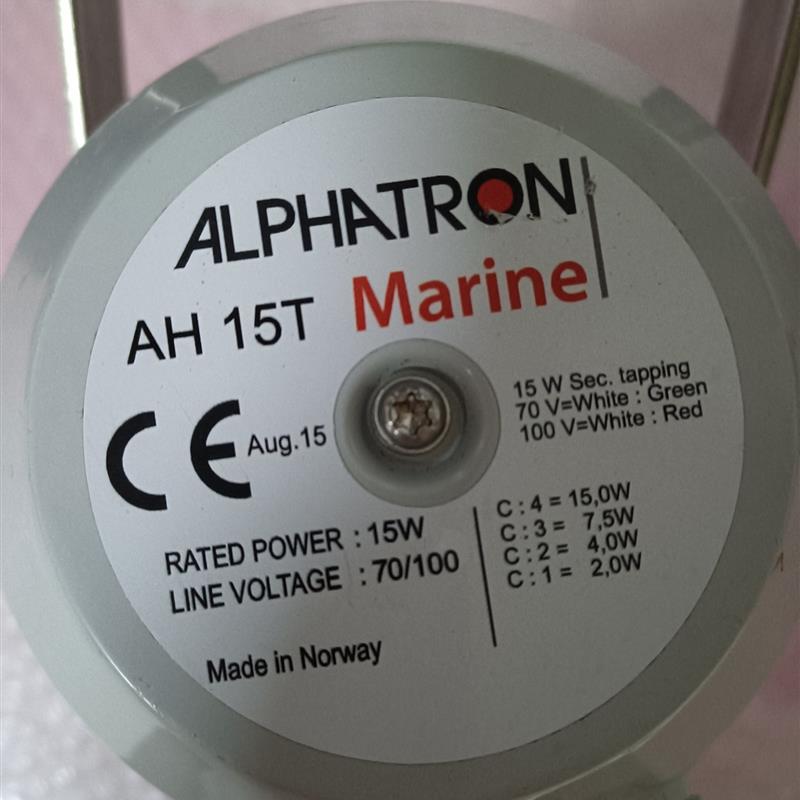 ALPHATRON
Marine
AH 15T
CE Aug.15
15 W Sec. tapping
70 V=White : Green
100 V=White : Red
RATED POWER : 15W
LINE VOLTAGE : 70/100
C : 4 = 15,0W
C : 3 = 7,5W
C : 2 = 4,0W
C : 1 = 2,0W
Made in Norway